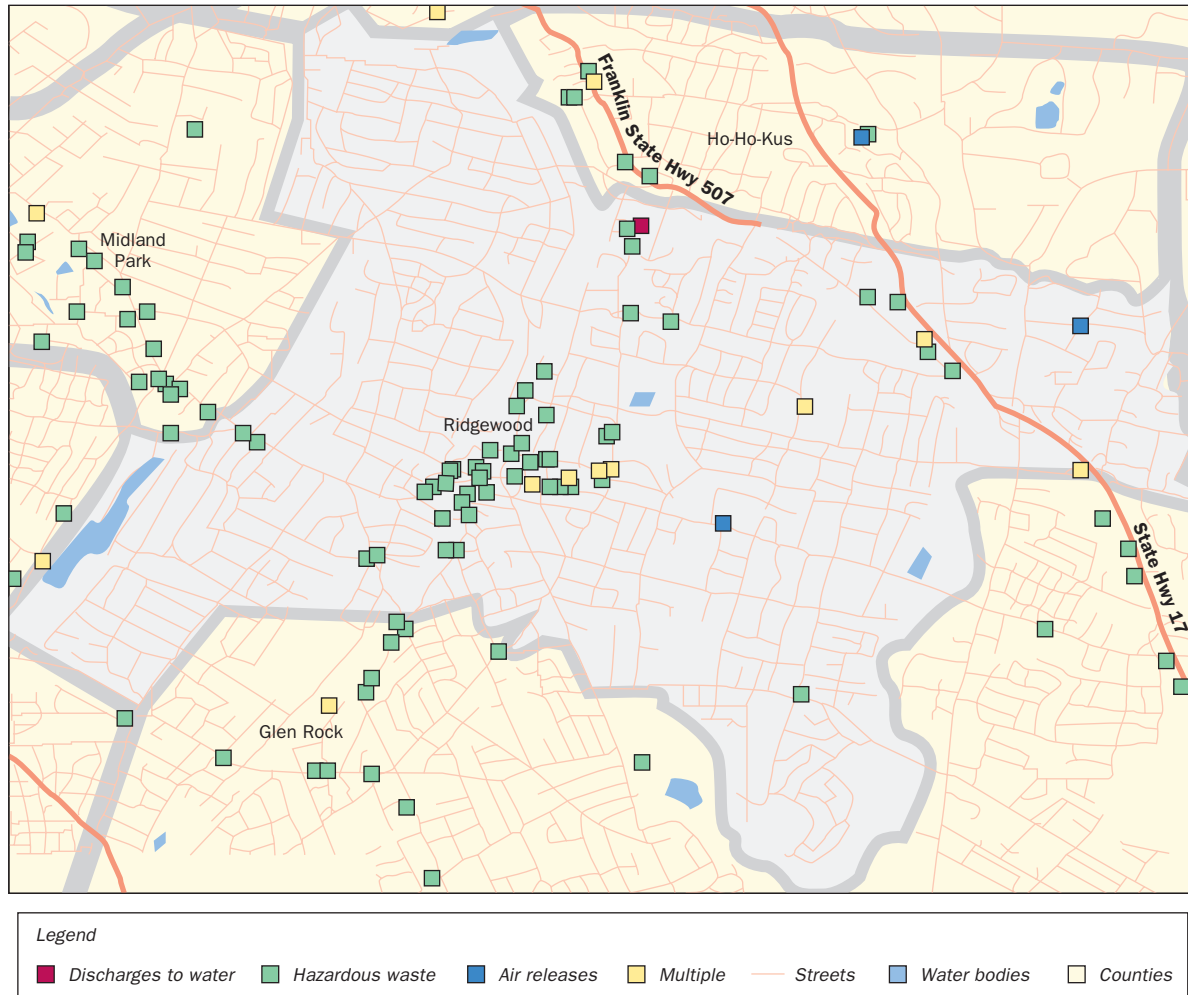 Franklin State Hwy 507
Ho-Ho-Kus
Midland
Park
Ridgewood
State Hwy 17
Glen Rock
Legend
Discharges to water
Hazardous waste
Air releases
Multiple
Streets
Water bodies
Counties